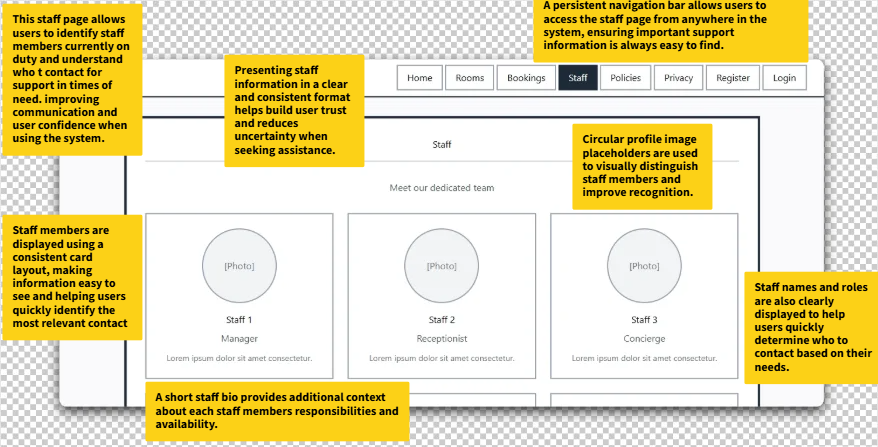 This staff page allows
users to identify staff
members currently on
duty and understand
who t contact for
support in times of
need. improving
communication and
user confidence when
using the system.
A persistent navigation bar allows users to
access the staff page from anywhere in the
system, ensuring important support
information is always easy to find.
Presenting staff
information in a clear
and consistent format
helps build user trust
and reduces
uncertainty when
seeking assistance.
Home Rooms Bookings Staff Policies Privacy Register Login
Staff
Circular profile image
placeholders are used
to visually distinguish
staff members and
improve recognition.
Meet our dedicated team
Staff members are
displayed using a
consistent card
layout, making
information easy to
see and helping users
quickly identify the
most relevant contact
[Photo] [Photo] [Photo]
Staff 1 Staff 2 Staff 3
Manager Receptionist Concierge
Lorem ipsum dolor sit amet consectetur. Lorem ipsum dolor sit amet consectetur. Lorem ipsum dolor sit amet consectetur.
Staff names and roles
are also clearly
displayed to help
users quickly
determine who to
contact based on their
needs.
A short staff bio provides additional context
about each staff members responsibilities and
availability.